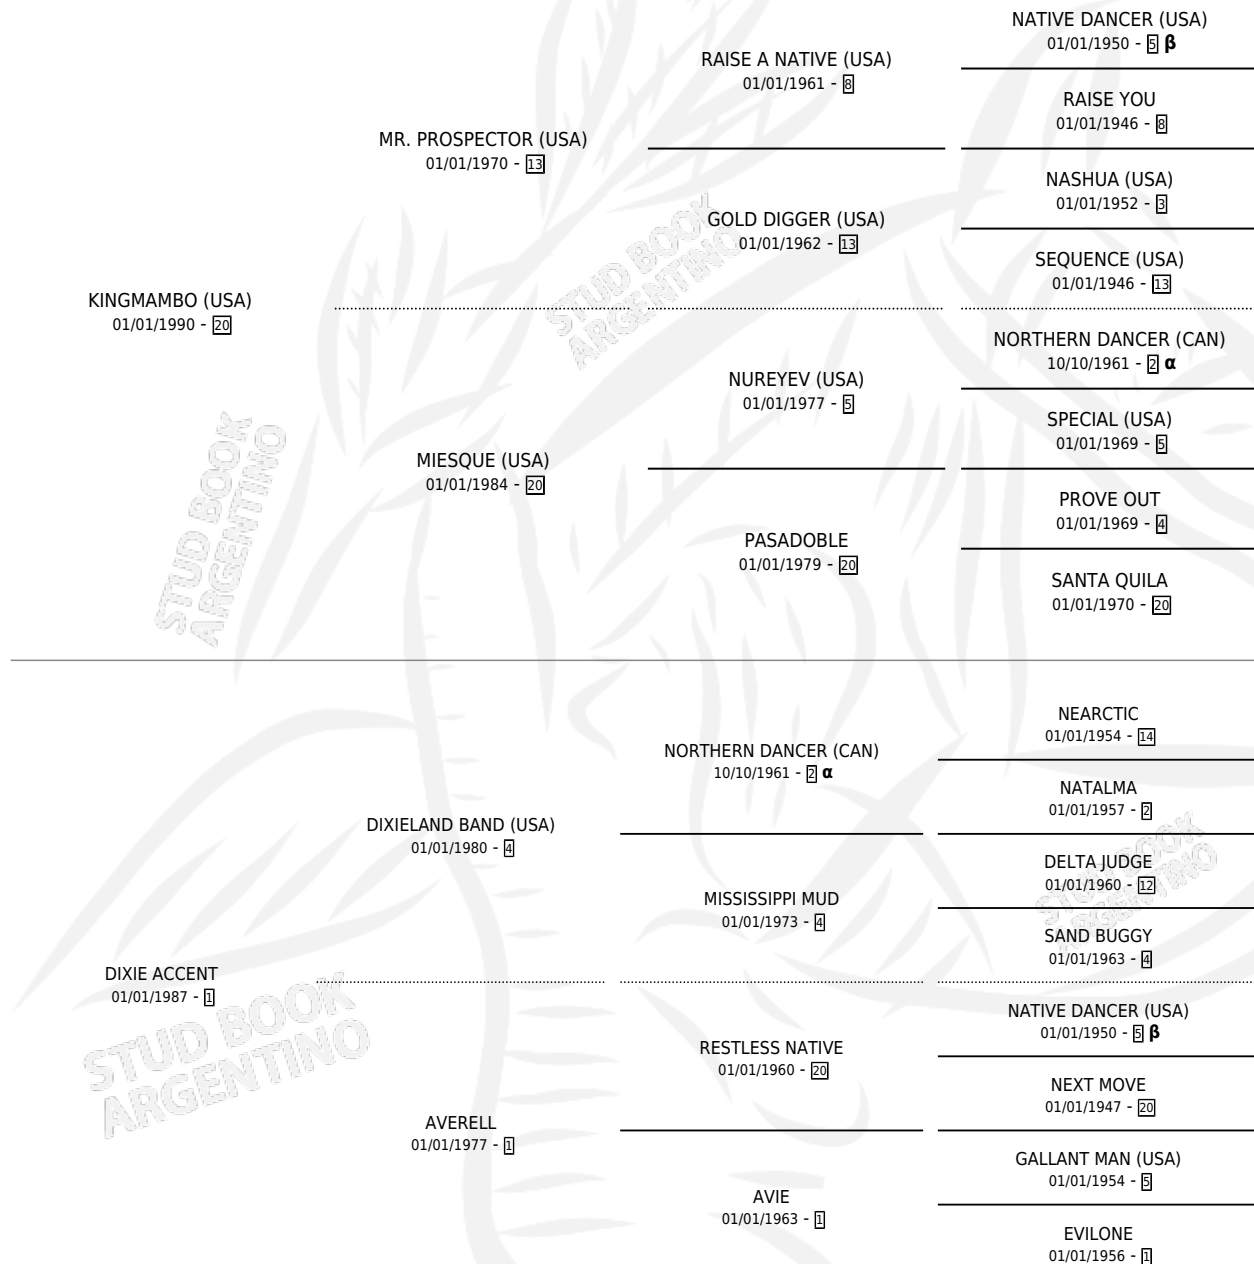 NATIVE DANCER (USA)
01/01/1950 - 5 β
RAISE A NATIVE (USA)
01/01/1961 - 8
RAISE YOU
01/01/1946 - 8
MR. PROSPECTOR (USA)
01/01/1970 - 13
NASHUA (USA)
01/01/1952 - 3
GOLD DIGGER (USA)
01/01/1962 - 13
SEQUENCE (USA)
01/01/1946 - 13
KINGMAMBO (USA)
01/01/1990 - 20
NORTHERN DANCER (CAN)
10/10/1961 - 2 α
NUREYEV (USA)
01/01/1977 - 5
SPECIAL (USA)
01/01/1969 - 5
MIESQUE (USA)
01/01/1984 - 20
PROVE OUT
01/01/1969 - 4
PASADOBLE
01/01/1979 - 20
SANTA QUILA
01/01/1970 - 20
NEARCTIC
01/01/1954 - 14
NORTHERN DANCER (CAN)
10/10/1961 - 2 α
NATALMA
01/01/1957 - 2
DIXIELAND BAND (USA)
01/01/1980 - 4
DELTA JUDGE
01/01/1960 - 12
MISSISSIPPI MUD
01/01/1973 - 4
SAND BUGGY
01/01/1963 - 4
DIXIE ACCENT
01/01/1987 - 1
NATIVE DANCER (USA)
01/01/1950 - 5 β
RESTLESS NATIVE
01/01/1960 - 20
NEXT MOVE
01/01/1947 - 20
AVERELL
01/01/1977 - 1
GALLANT MAN (USA)
01/01/1954 - 5
AVIE
01/01/1963 - 1
EVILONE
01/01/1956 - 1
STUD BOOK
ARGENTINO
STUD BOOK
ARGENTINO
STUD BOOK
ARGENTINO
STUD BOOK
ARGENTINO